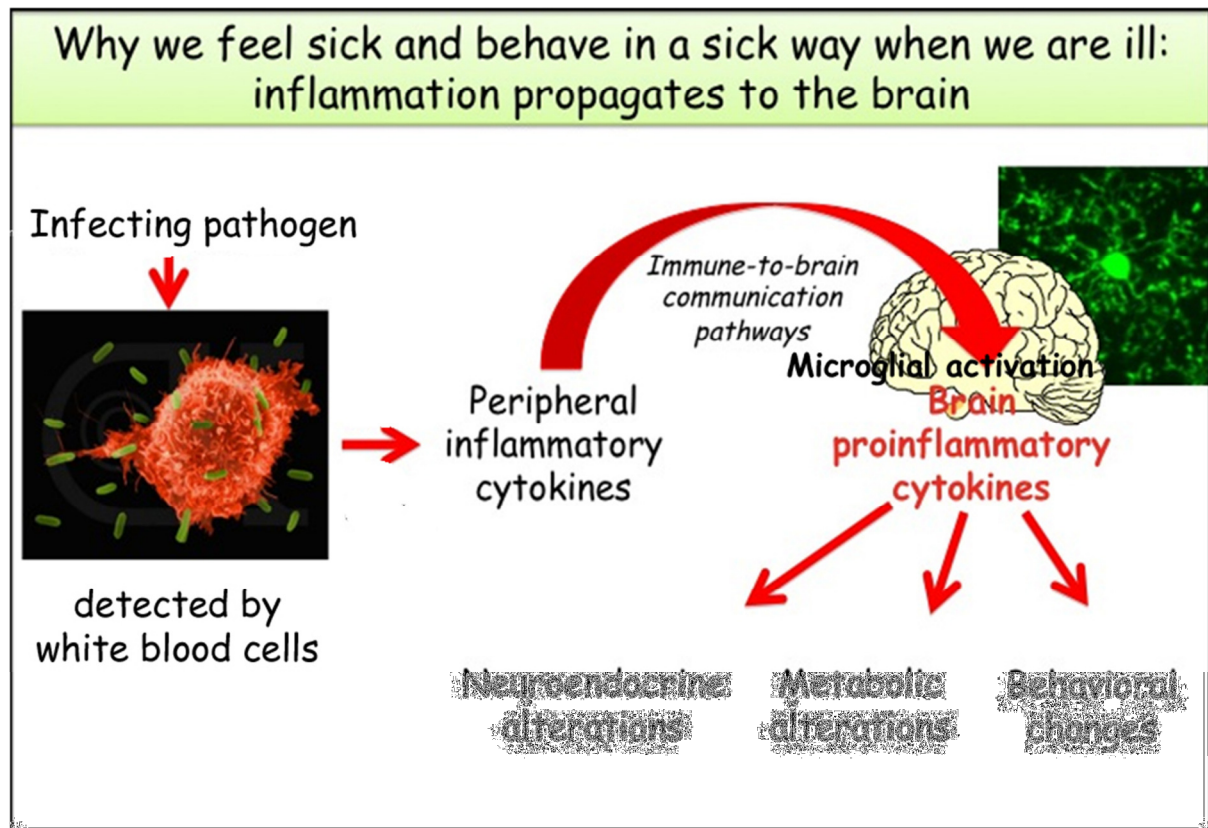 Why we feel sick and behave in a sick way when we are ill:
inflammation propagates to the brain
Infecting pathogen
detected by
white blood cells
Peripheral
inflammatory
cytokines
Immune-to-brain
communication
pathways
Microglial activation
Brain
proinflammatory
cytokines
Neuroendocrine
alterations
Metabolic
alterations
Behavioral
changes